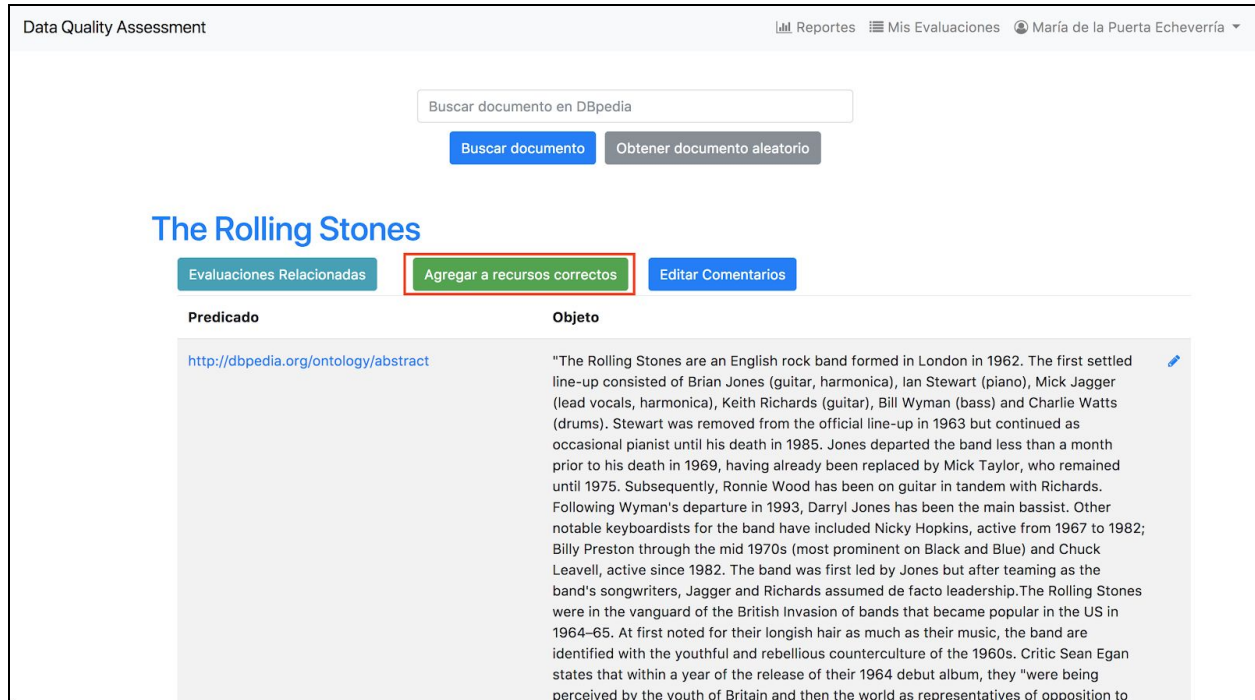 Data Quality Assessment
Reportes Mis Evaluaciones María de la Puerta Echeverría
Buscar documento en DBpedia
Buscar documento Obtener documento aleatorio
The Rolling Stones
Evaluaciones Relacionadas Agregar a recursos correctos Editar Comentarios
Predicado Objeto
http://dbpedia.org/ontology/abstract "The Rolling Stones are an English rock band formed in London in 1962. The first settled
line-up consisted of Brian Jones (guitar, harmonica), Ian Stewart (piano), Mick Jagger
(lead vocals, harmonica), Keith Richards (guitar), Bill Wyman (bass) and Charlie Watts
(drums). Stewart was removed from the official line-up in 1963 but continued as
occasional pianist until his death in 1985. Jones departed the band less than a month
prior to his death in 1969, having already been replaced by Mick Taylor, who remained
until 1975. Subsequently, Ronnie Wood has been on guitar in tandem with Richards.
Following Wyman's departure in 1993, Darryl Jones has been the main bassist. Other
notable keyboardists for the band have included Nicky Hopkins, active from 1967 to 1982;
Billy Preston through the mid 1970s (most prominent on Black and Blue) and Chuck
Leavell, active since 1982. The band was first led by Jones but after teaming as the
band's songwriters, Jagger and Richards assumed de facto leadership.The Rolling Stones
were in the vanguard of the British Invasion of bands that became popular in the US in
1964–65. At first noted for their longish hair as much as their music, the band are
identified with the youthful and rebellious counterculture of the 1960s. Critic Sean Egan
states that within a year of the release of their 1964 debut album, they "were being
perceived by the youth of Britain and then the world as representatives of opposition to